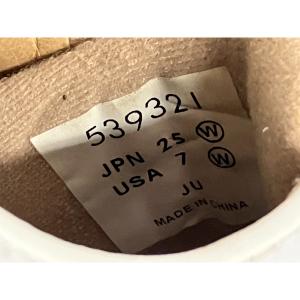 539321
JPN 25 Ⓦ
USA 7 Ⓦ
JU
MADE IN CHINA